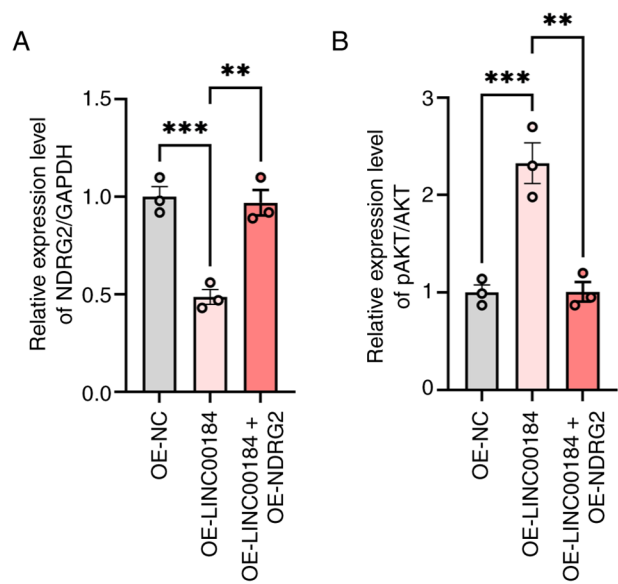 A
Relative expression level
of NDRG2/GAPDH
1.5
1.0
0.5
0.0
***
**
OE-NC
OE-LINC00184
OE-LINC00184 +
OE-NDRG2
B
Relative expression level
of pAKT/AKT
3
2
1
0
***
**
OE-NC
OE-LINC00184
OE-LINC00184 +
OE-NDRG2